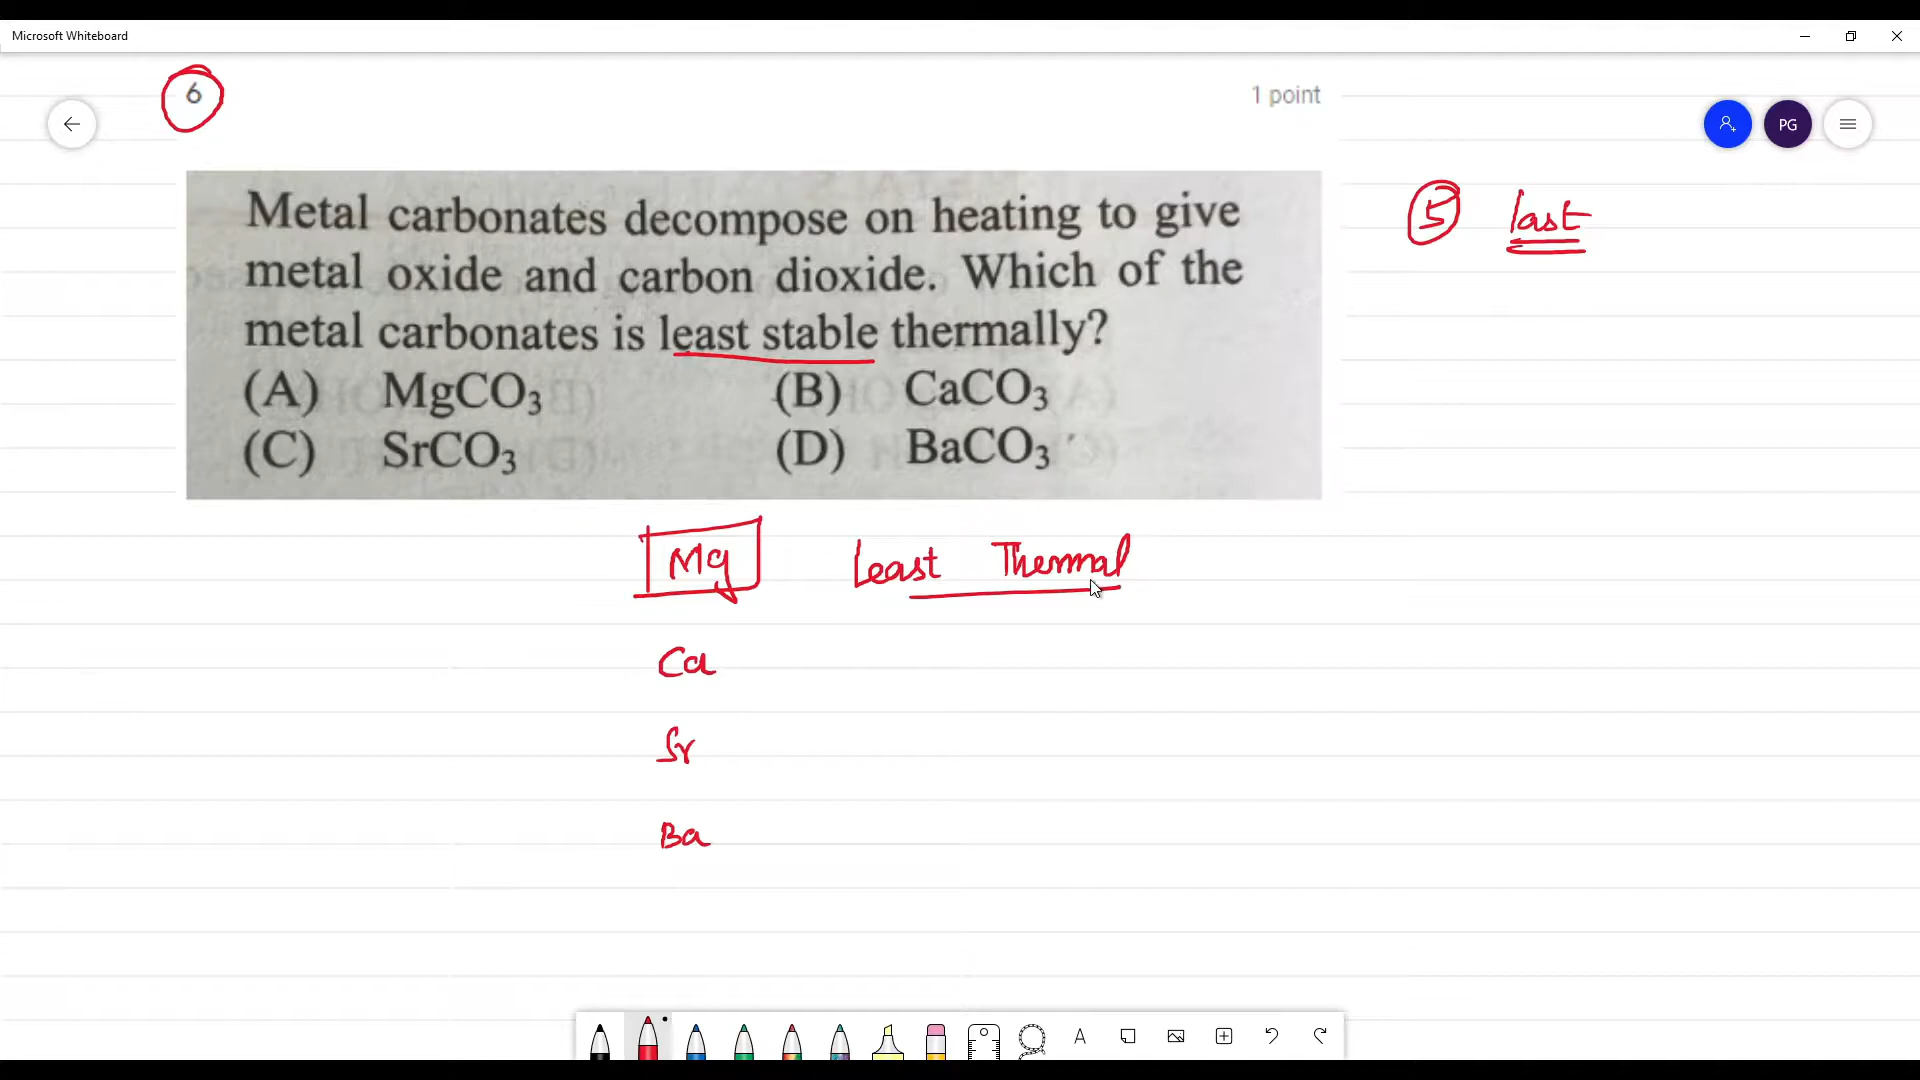 Microsoft Whiteboard
6
1 point
PG
5 last
Metal carbonates decompose on heating to give
metal oxide and carbon dioxide. Which of the
metal carbonates is least stable thermally?
(A) MgCO₃ (B) CaCO₃
(C) SrCO₃ (D) BaCO₃
Mg Least Thermal
Ca
Sr
Ba
A